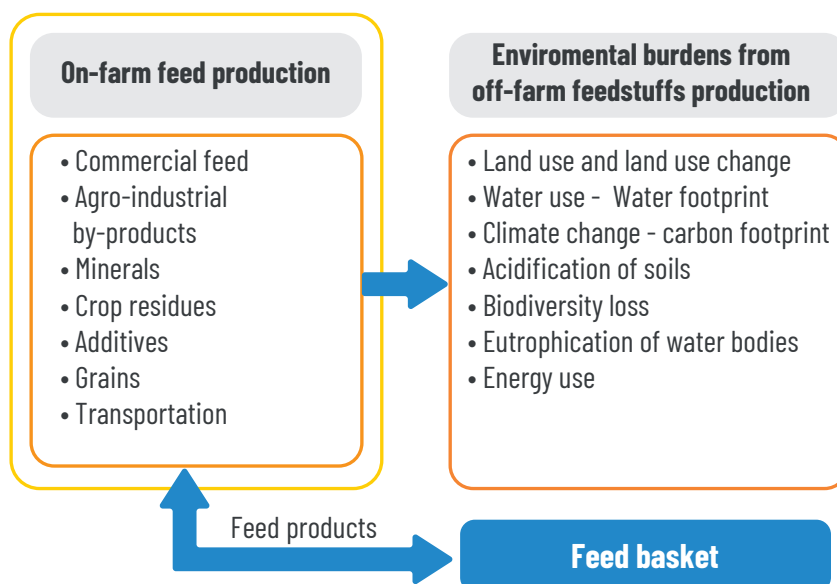 On-farm feed production
• Commercial feed
• Agro-industrial
by-products
• Minerals
• Crop residues
• Additives
• Grains
• Transportation
Enviromental burdens from
off-farm feedstuffs production
• Land use and land use change
• Water use - Water footprint
• Climate change - carbon footprint
• Acidification of soils
• Biodiversity loss
• Eutrophication of water bodies
• Energy use
Feed products
Feed basket